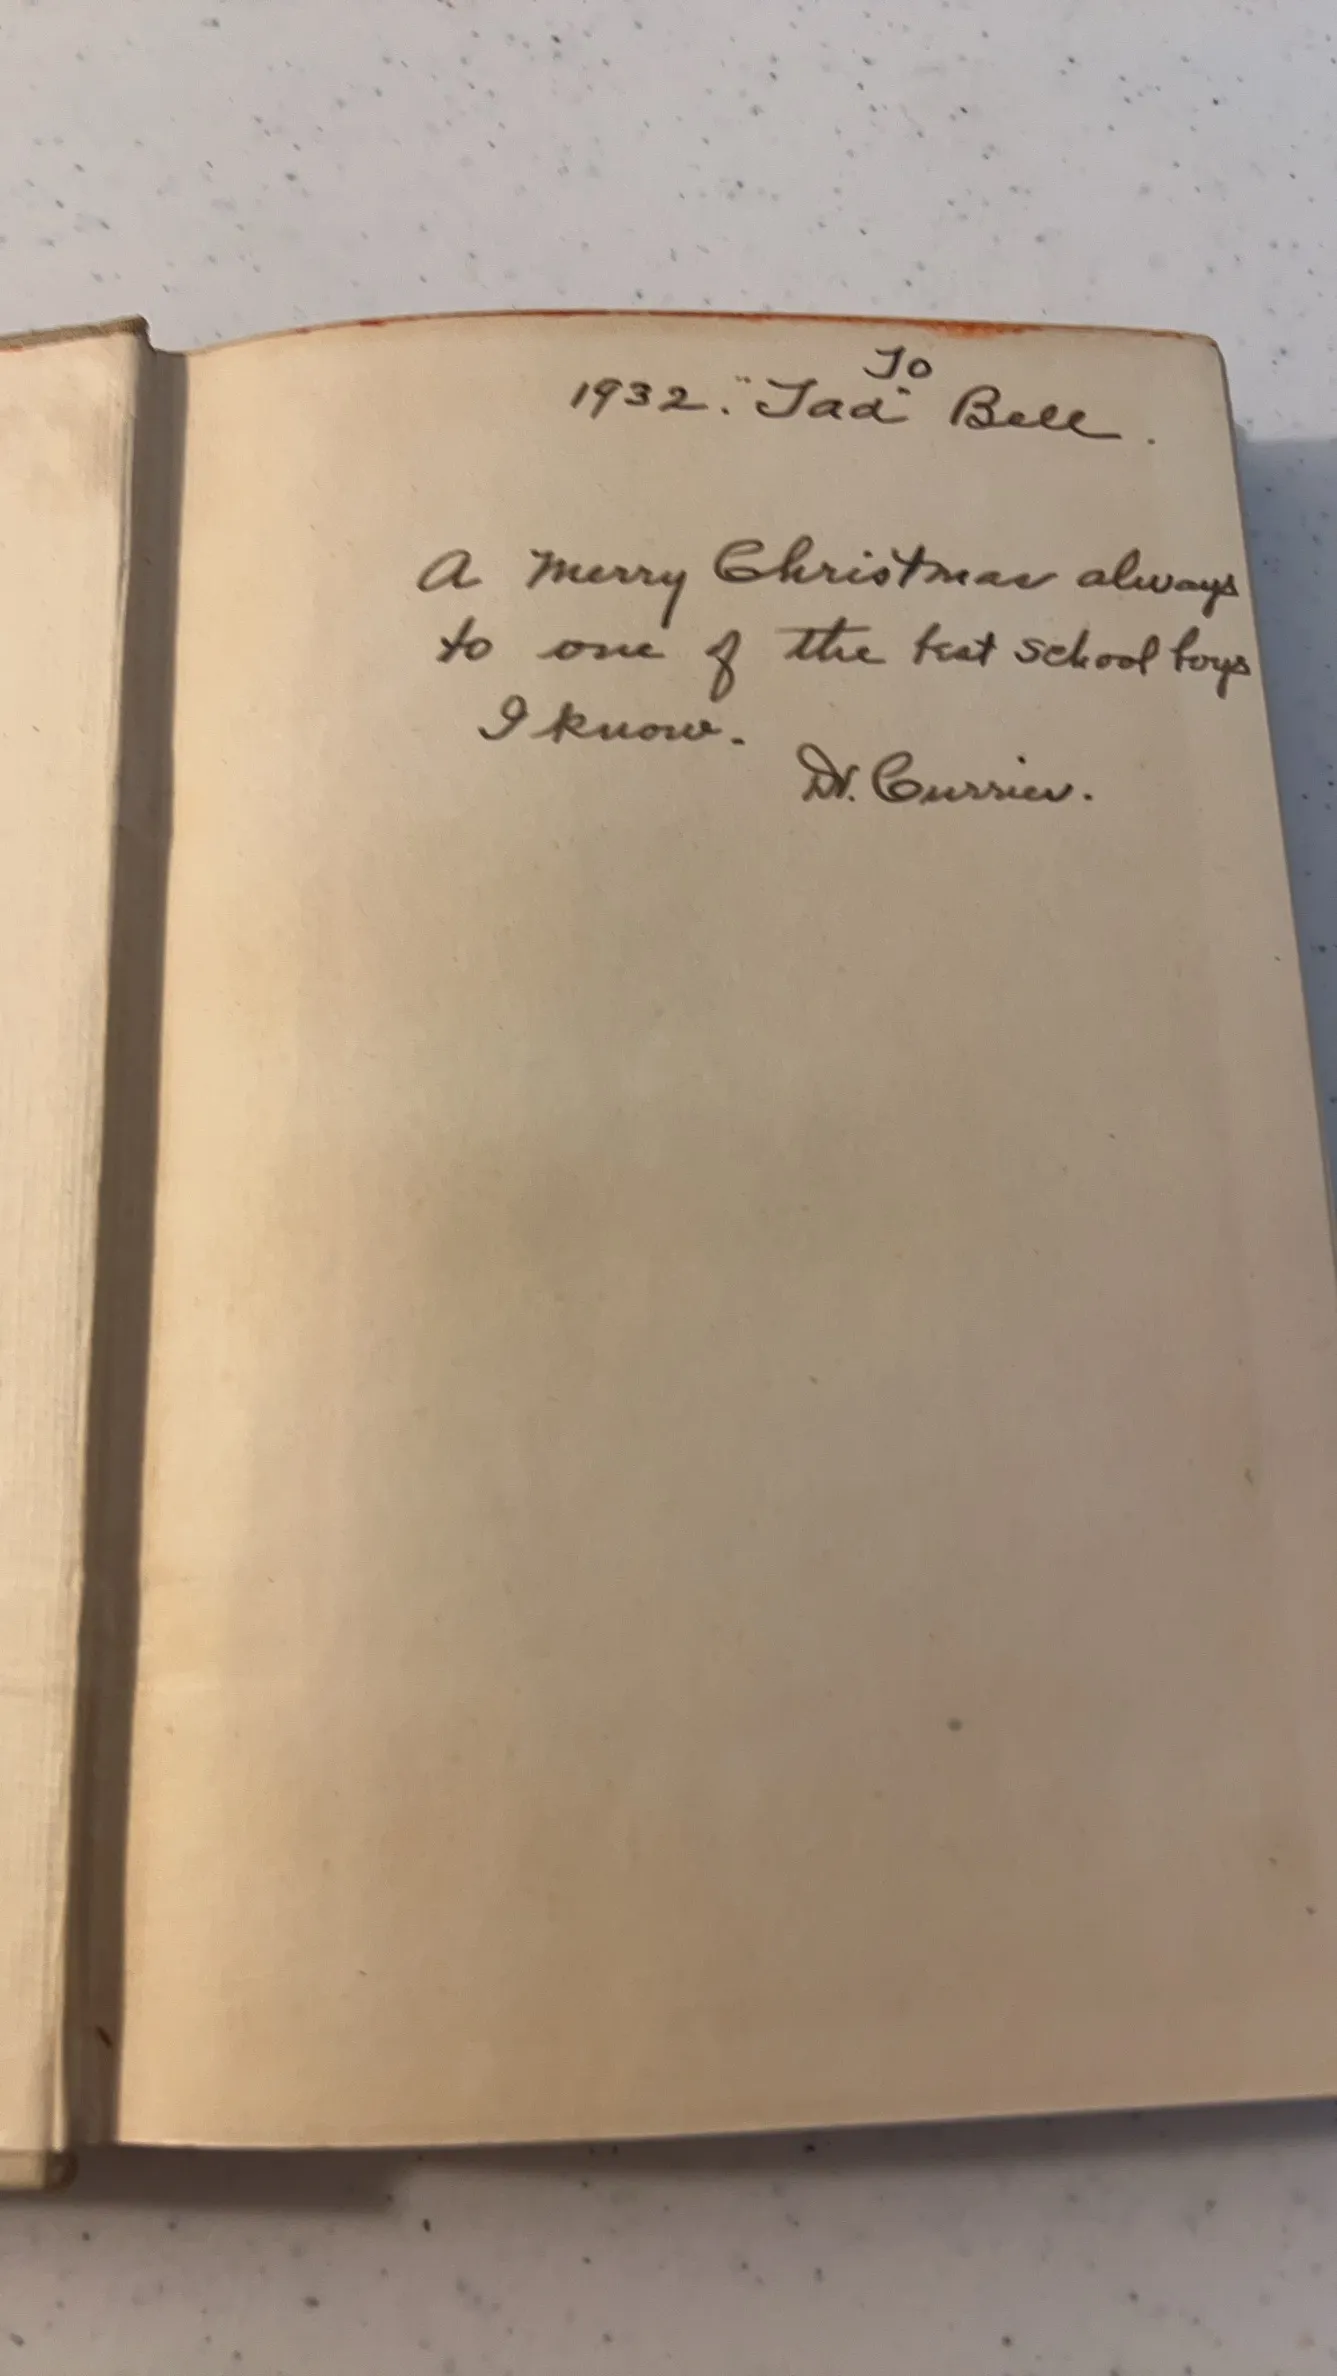 To
1932. "Tad" Bell.
A merry Christmas always
to one of the best school boys
I know.
Dr. Currier.